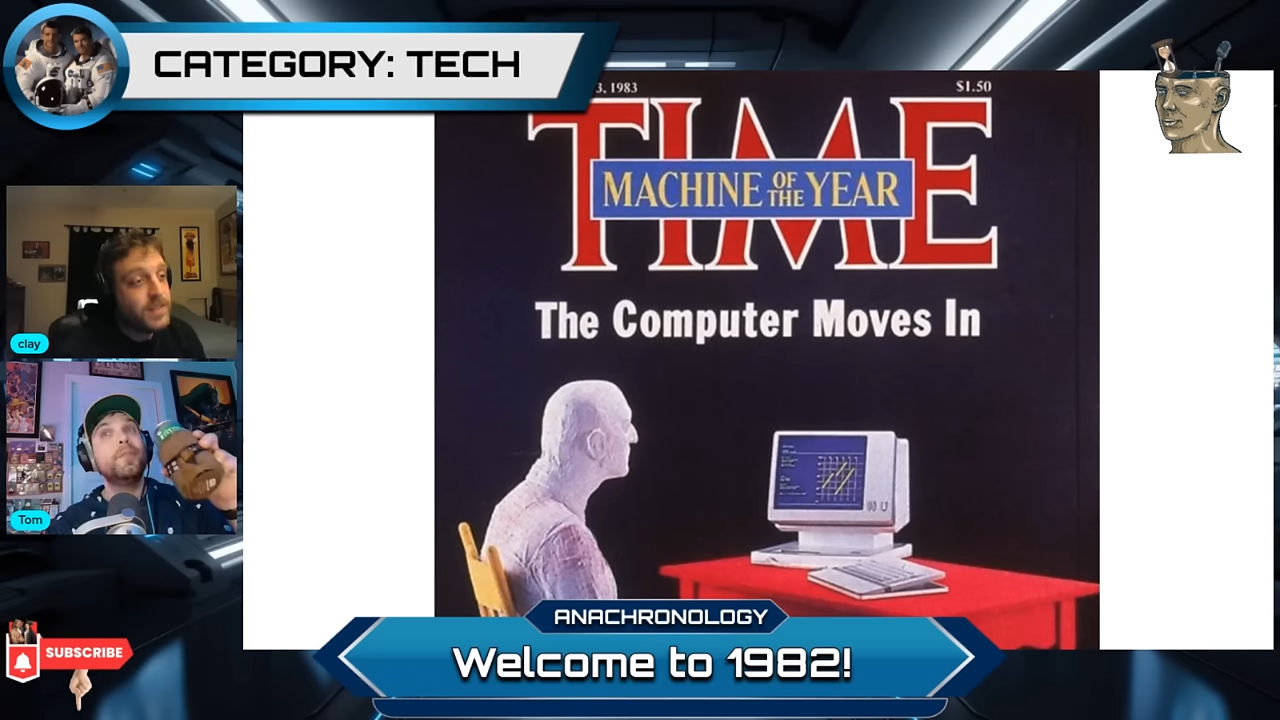 CATEGORY: TECH
3, 1983
$1.50
TIME
MACHINE OF THE YEAR
The Computer Moves In
clay
Tom
SUBSCRIBE
ANACHRONOLOGY
Welcome to 1982!